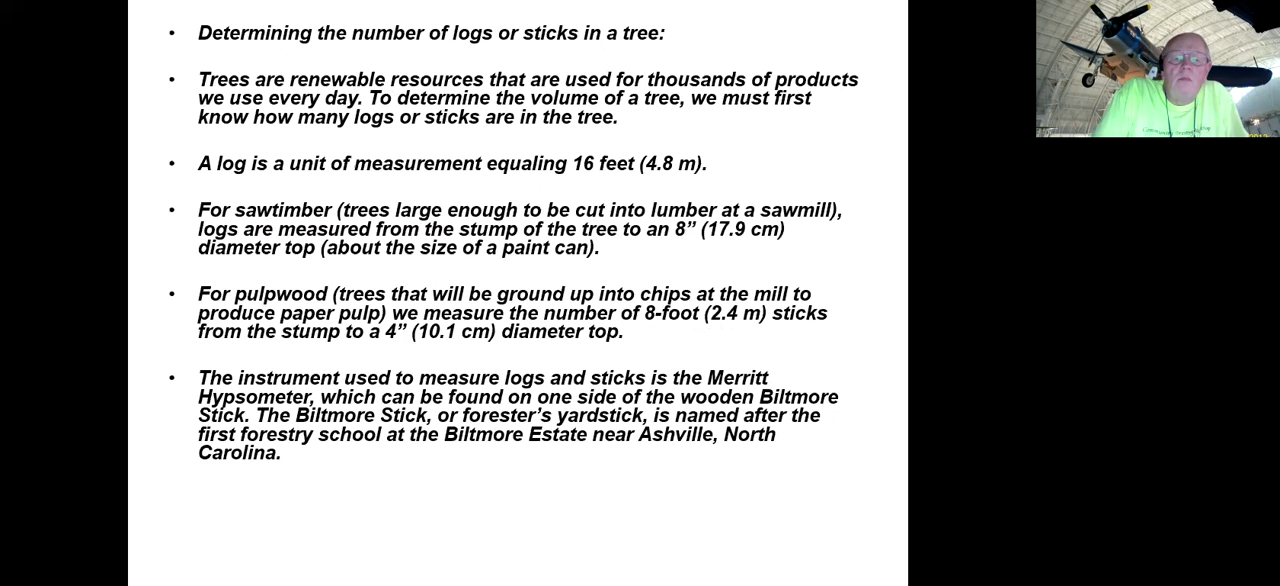 • Determining the number of logs or sticks in a tree:
• Trees are renewable resources that are used for thousands of products
we use every day. To determine the volume of a tree, we must first
know how many logs or sticks are in the tree.
• A log is a unit of measurement equaling 16 feet (4.8 m).
• For sawtimber (trees large enough to be cut into lumber at a sawmill),
logs are measured from the stump of the tree to an 8” (17.9 cm)
diameter top (about the size of a paint can).
• For pulpwood (trees that will be ground up into chips at the mill to
produce paper pulp) we measure the number of 8-foot (2.4 m) sticks
from the stump to a 4” (10.1 cm) diameter top.
• The instrument used to measure logs and sticks is the Merritt
Hypsometer, which can be found on one side of the wooden Biltmore
Stick. The Biltmore Stick, or forester’s yardstick, is named after the
first forestry school at the Biltmore Estate near Ashville, North
Carolina.